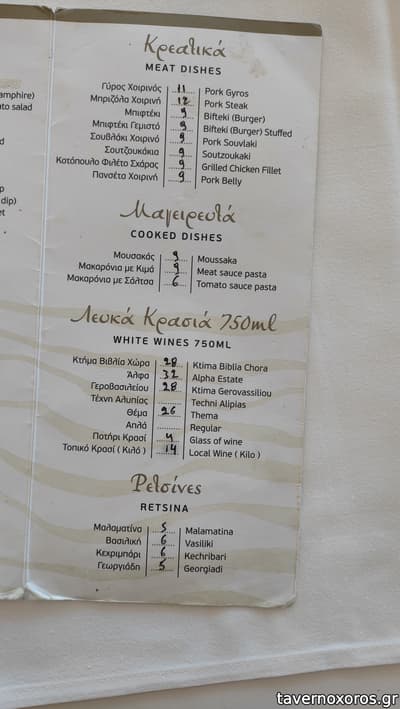 amphire)
ato salad
d
p
dip)
et
Κρεατικά
MEAT DISHES
Γύρος Χοιρινός 11 Pork Gyros
Μπριζόλα Χοιρινή 12 Pork Steak
Μπιφτέκι 9 Bifteki (Burger)
Μπιφτέκι Γεμιστό 9 Bifteki (Burger) Stuffed
Σουβλάκι Χοιρινό 9 Pork Souvlaki
Σουτζουκάκια 9 Soutzoukaki
Κοτόπουλο Φιλέτο Σχάρας 9 Grilled Chicken Fillet
Πανσέτα Χοιρινή 9 Pork Belly
Μαγειρευτά
COOKED DISHES
Μουσακάς 9 Moussaka
Μακαρόνια με Κιμά 9 Meat sauce pasta
Μακαρόνια με Σάλτσα 6 Tomato sauce pasta
Λευκά Κρασιά 750ml
WHITE WINES 750ML
Κτήμα Βιβλία Χώρα 28 Ktima Biblia Chora
Άλφα 32 Alpha Estate
Γεροβασιλείου 28 Ktima Gerovassiliou
Τέχνη Αλυπίας Techni Alipias
Θέμα 26 Thema
Απλά Regular
Ποτήρι Κρασί 4 Glass of wine
Τοπικό Κρασί ( Κιλό ) 14 Local Wine ( Kilo )
Ρετσίνες
RETSINA
Μαλαματίνα 5 Malamatina
Βασιλική 6 Vasiliki
Κεχριμπάρι 6 Kechribari
Γεωργιάδη 5 Georgiadi
tavernoxoros.gr